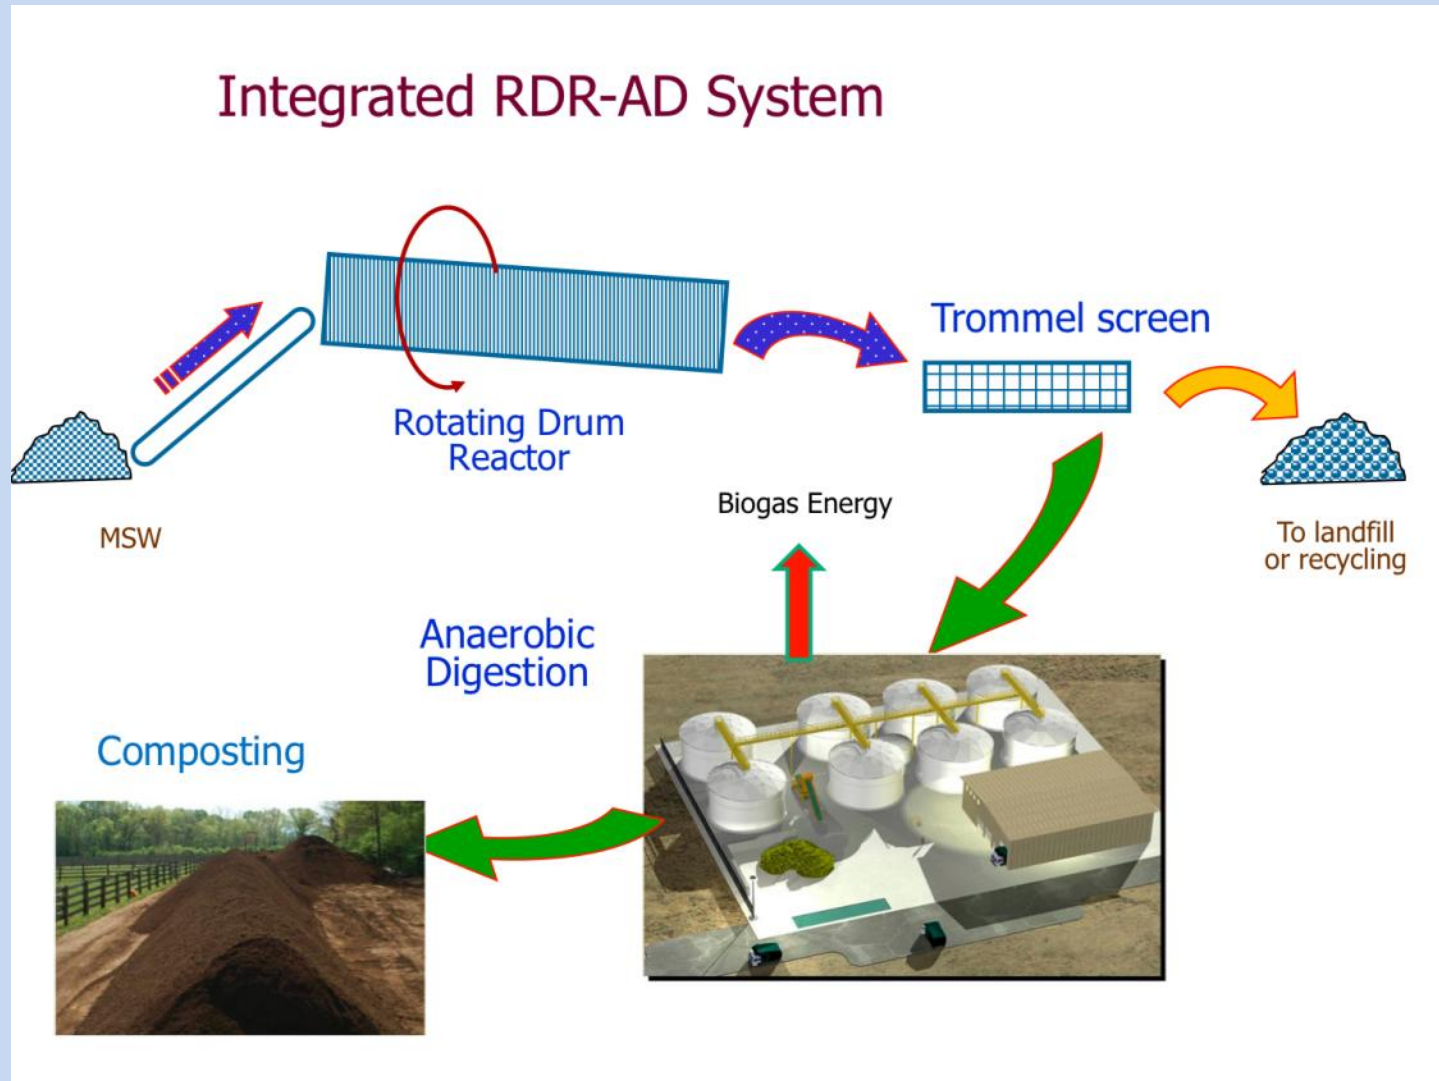 Integrated RDR-AD System
Trommel screen
Rotating Drum
Reactor
Biogas Energy
MSW
To landfill
or recycling
Anaerobic
Digestion
Composting